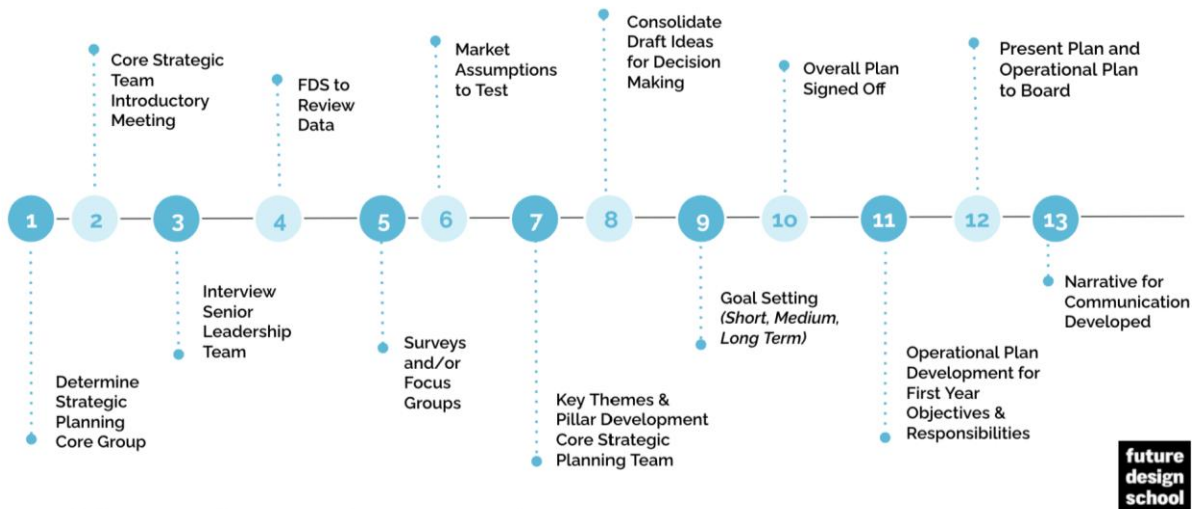 1
Determine
Strategic
Planning
Core Group
2
Core Strategic
Team
Introductory
Meeting
3
Interview
Senior
Leadership
Team
4
FDS to
Review
Data
5
Surveys
and/or
Focus
Groups
6
Market
Assumptions
to Test
7
Key Themes &
Pillar Development
Core Strategic
Planning Team
8
Consolidate
Draft Ideas
for Decision
Making
9
Goal Setting
(Short, Medium,
Long Term)
10
Overall Plan
Signed Off
11
Operational Plan
Development for
First Year
Objectives &
Responsibilities
12
Present Plan and
Operational Plan
to Board
13
Narrative for
Communication
Developed
future
design
school